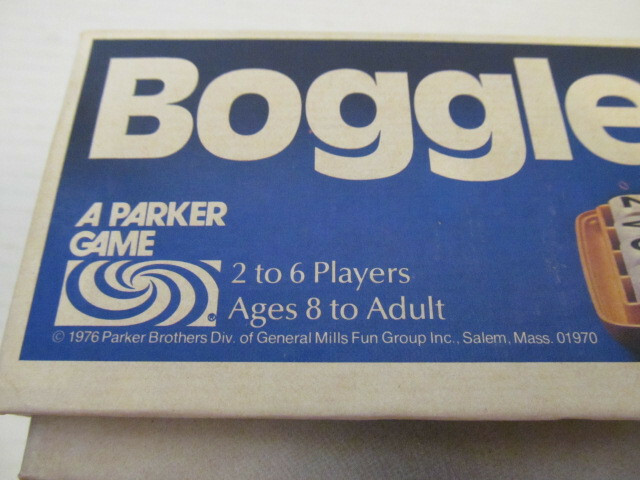 Boggle
A PARKER
GAME
2 to 6 Players
Ages 8 to Adult
© 1976 Parker Brothers Div. of General Mills Fun Group Inc., Salem, Mass. 01970